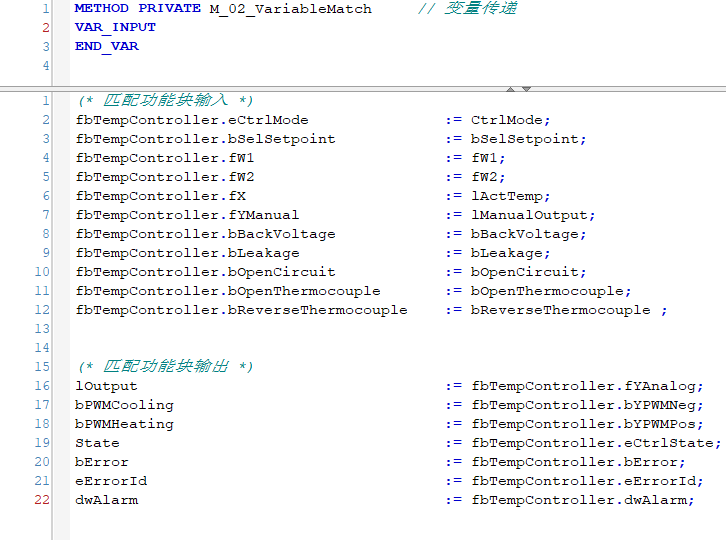 1 METHOD PRIVATE M_02_VariableMatch // 变量传递
2 VAR_INPUT
3 END_VAR
4
1 (* 匹配功能块输入 *)
2 fbTempController.eCtrlMode := CtrlMode;
3 fbTempController.bSelSetpoint := bSelSetpoint;
4 fbTempController.fW1 := fW1;
5 fbTempController.fW2 := fW2;
6 fbTempController.fX := lActTemp;
7 fbTempController.fYManual := lManualOutput;
8 fbTempController.bBackVoltage := bBackVoltage;
9 fbTempController.bLeakage := bLeakage;
10 fbTempController.bOpenCircuit := bOpenCircuit;
11 fbTempController.bOpenThermocouple := bOpenThermocouple;
12 fbTempController.bReverseThermocouple := bReverseThermocouple ;
13
14
15 (* 匹配功能块输出 *)
16 lOutput := fbTempController.fYAnalog;
17 bPWMCooling := fbTempController.bYPWMNeg;
18 bPWMHeating := fbTempController.bYPWMPos;
19 State := fbTempController.eCtrlState;
20 bError := fbTempController.bError;
21 eErrorId := fbTempController.eErrorId;
22 dwAlarm := fbTempController.dwAlarm;